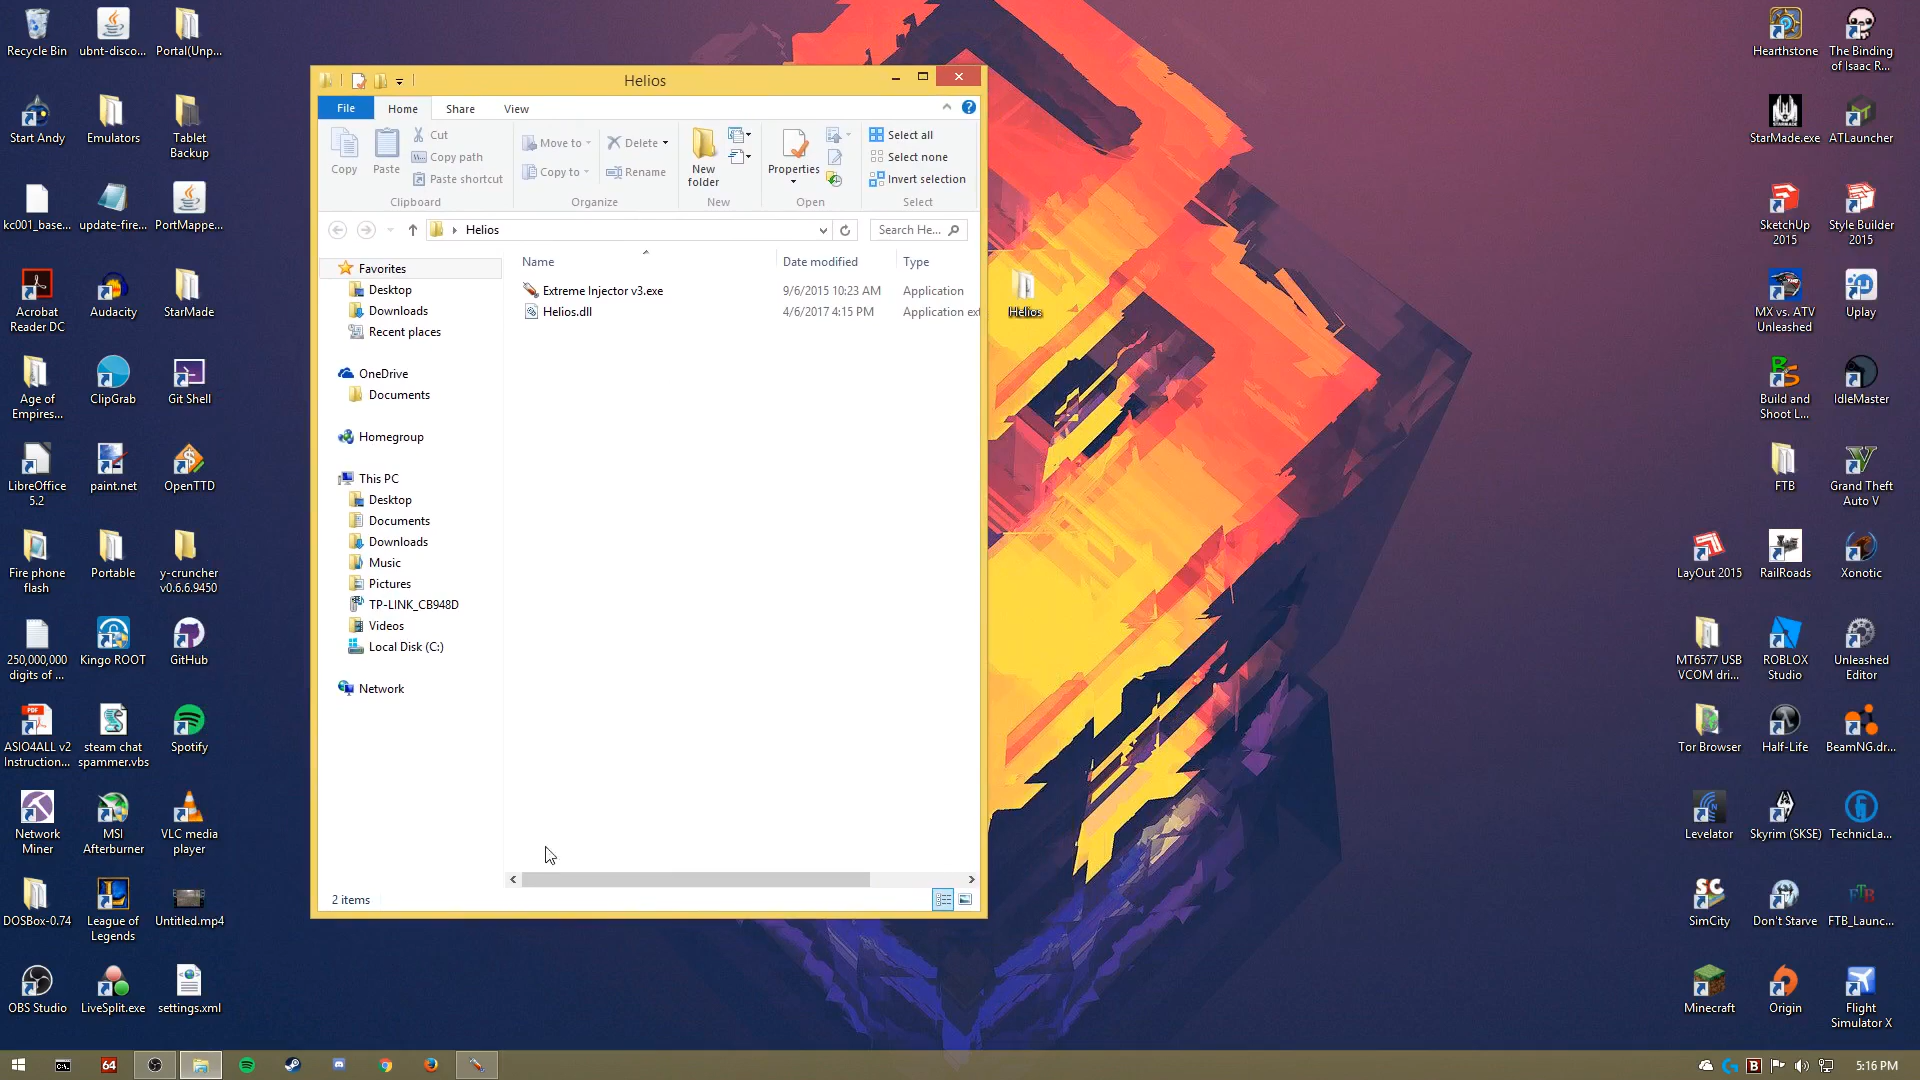 Recycle Bin
ubnt-disco...
Portal(Unp...
Start Andy
Emulators
Tablet
Backup
kc001_base...
update-fire...
PortMappe...
Acrobat
Reader DC
Audacity
StarMade
Age of
Empires...
ClipGrab
Git Shell
LibreOffice
5.2
paint.net
OpenTTD
Fire phone
flash
Portable
y-cruncher
v0.6.6.9450
250,000,000
digits of ...
Kingo ROOT
GitHub
ASIO4ALL v2
Instruction...
steam chat
spammer.vbs
Spotify
Network
Miner
MSI
Afterburner
VLC media
player
DOSBox-0.74
League of
Legends
Untitled.mp4
OBS Studio
LiveSplit.exe
settings.xml
Helios
File
Home
Share
View
Copy
Paste
Cut
Copy path
Paste shortcut
Clipboard
Move to
Copy to
Delete
Rename
Organize
New
folder
New
Properties
Open
Select all
Select none
Invert selection
Select
Helios
Search He...
Name
Date modified
Type
Extreme Injector v3.exe
9/6/2015 10:23 AM
Application
Helios.dll
4/6/2017 4:15 PM
Application ext
Favorites
Desktop
Downloads
Recent places
OneDrive
Documents
Homegroup
This PC
Desktop
Documents
Downloads
Music
Pictures
TP-LINK_CB948D
Videos
Local Disk (C:)
Network
2 items
Helios
Hearthstone
The Binding
of Isaac R...
STARMADE
StarMade.exe
ATLauncher
SketchUp
2015
Style Builder
2015
MX vs. ATV
Unleashed
Uplay
Build and
Shoot L...
IdleMaster
FTB
Grand Theft
Auto V
LayOut 2015
RailRoads
Xonotic
MT6577 USB
VCOM dri...
ROBLOX
Studio
Unleashed
Editor
Tor Browser
Half-Life
BeamNG.dr...
Levelator
Skyrim (SKSE)
TechnicLa...
SimCity
Don't Starve
FTB_Launc...
Minecraft
Origin
Flight
Simulator X
64
5:16 PM